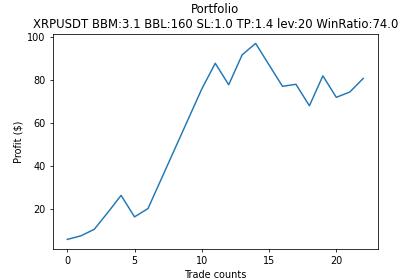 Portfolio
XRPUSDT BBM:3.1 BBL:160 SL:1.0 TP:1.4 lev:20 WinRatio:74.0
100
80
60
40
20
Profit ($)
0 5 10 15 20
Trade counts